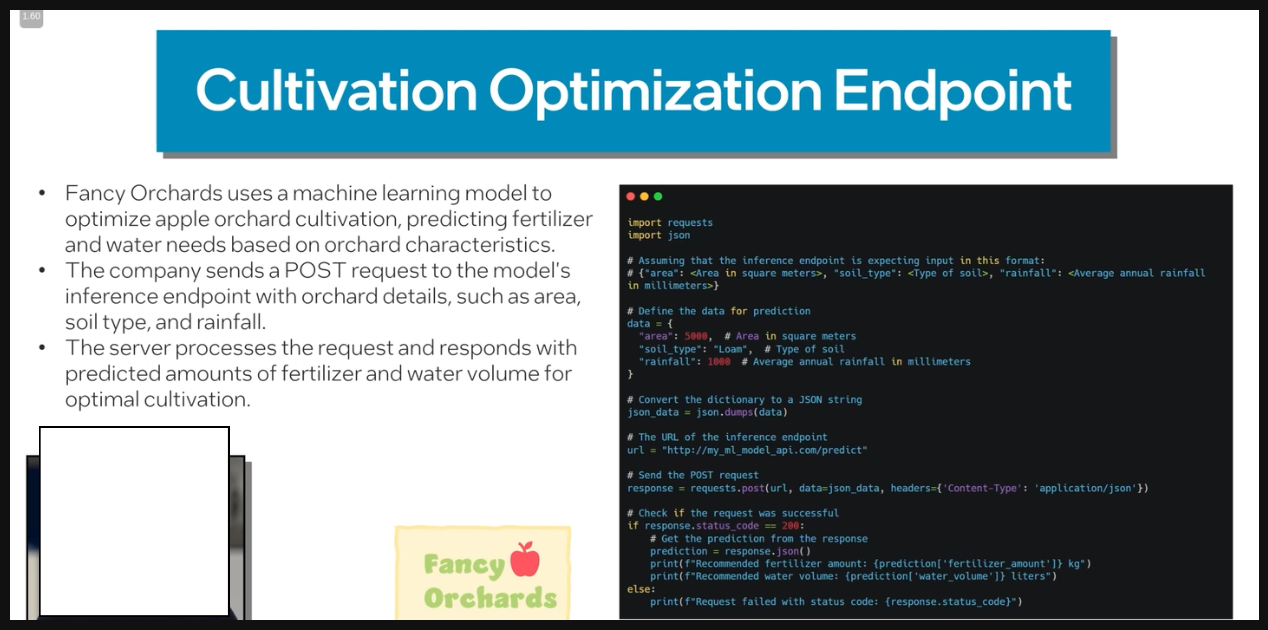 1.60
Cultivation Optimization Endpoint
• Fancy Orchards uses a machine learning model to
optimize apple orchard cultivation, predicting fertilizer
and water needs based on orchard characteristics.
• The company sends a POST request to the model's
inference endpoint with orchard details, such as area,
soil type, and rainfall.
• The server processes the request and responds with
predicted amounts of fertilizer and water volume for
optimal cultivation.
Fancy
Orchards
import requests
import json
# Assuming that the inference endpoint is expecting input in this format:
# {"area": <Area in square meters>, "soil_type": <Type of soil>, "rainfall": <Average annual rainfall
in millimeters>}
# Define the data for prediction
data = {
  "area": 5000,  # Area in square meters
  "soil_type": "Loam",  # Type of soil
  "rainfall": 1000  # Average annual rainfall in millimeters
}
# Convert the dictionary to a JSON string
json_data = json.dumps(data)
# The URL of the inference endpoint
url = "http://my_ml_model_api.com/predict"
# Send the POST request
response = requests.post(url, data=json_data, headers={'Content-Type': 'application/json'})
# Check if the request was successful
if response.status_code == 200:
    # Get the prediction from the response
    prediction = response.json()
    print(f"Recommended fertilizer amount: {prediction['fertilizer_amount']} kg")
    print(f"Recommended water volume: {prediction['water_volume']} liters")
else:
    print(f"Request failed with status code: {response.status_code}")